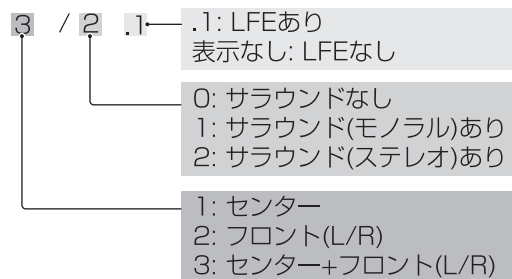 3 / 2 .1
.1: LFEあり
表示なし: LFEなし
0: サラウンドなし
1: サラウンド(モノラル)あり
2: サラウンド(ステレオ)あり
1: センター
2: フロント(L/R)
3: センター+フロント(L/R)